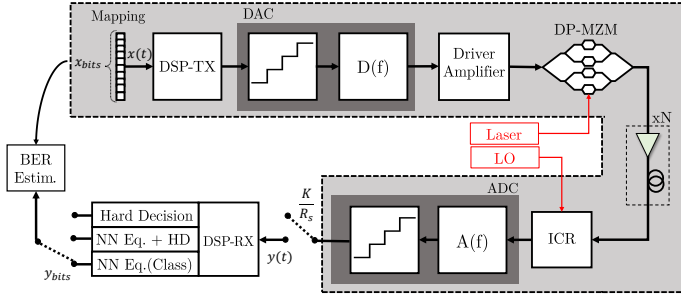 Mapping
DAC
DP-MZM
x_bits
x(t)
DSP-TX
D(f)
Driver
Amplifier
xN
Laser
LO
BER
Estim.
Hard Decision
NN Eq. + HD
NN Eq.(Class)
DSP-RX
y_bits
y(t)
K
R_s
ADC
A(f)
ICR